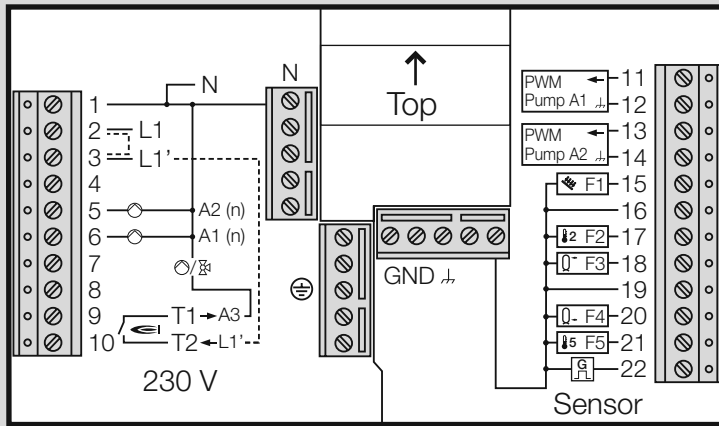 N
N
1
2 L1
3 L1'
4
5 A2 (n)
6 A1 (n)
7
8
9 T1 A3
10 T2 L1'
230 V
Top
GND
PWM
Pump A1
11
12
PWM
Pump A2
13
14
F1 15
16
2 F2 17
F3 18
19
F4 20
5 F5 21
G 22
Sensor